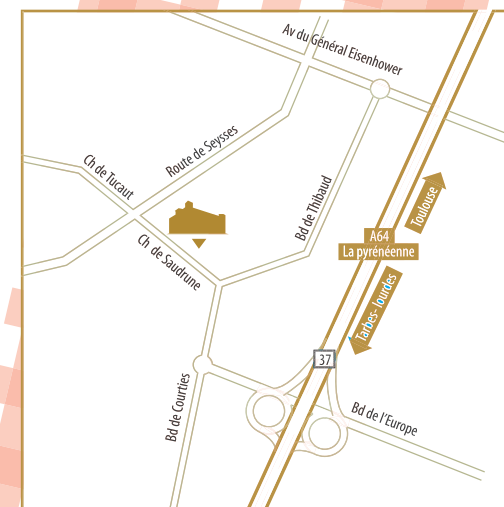 Av du Général Eisenhower
Route de Seysses
Ch de Tucaut
Bd de Thibaud
Toulouse
A64
La pyrénéenne
Ch de Saudrune
Tarbes-Lourdes
37
Bd de Courties
Bd de l'Europe